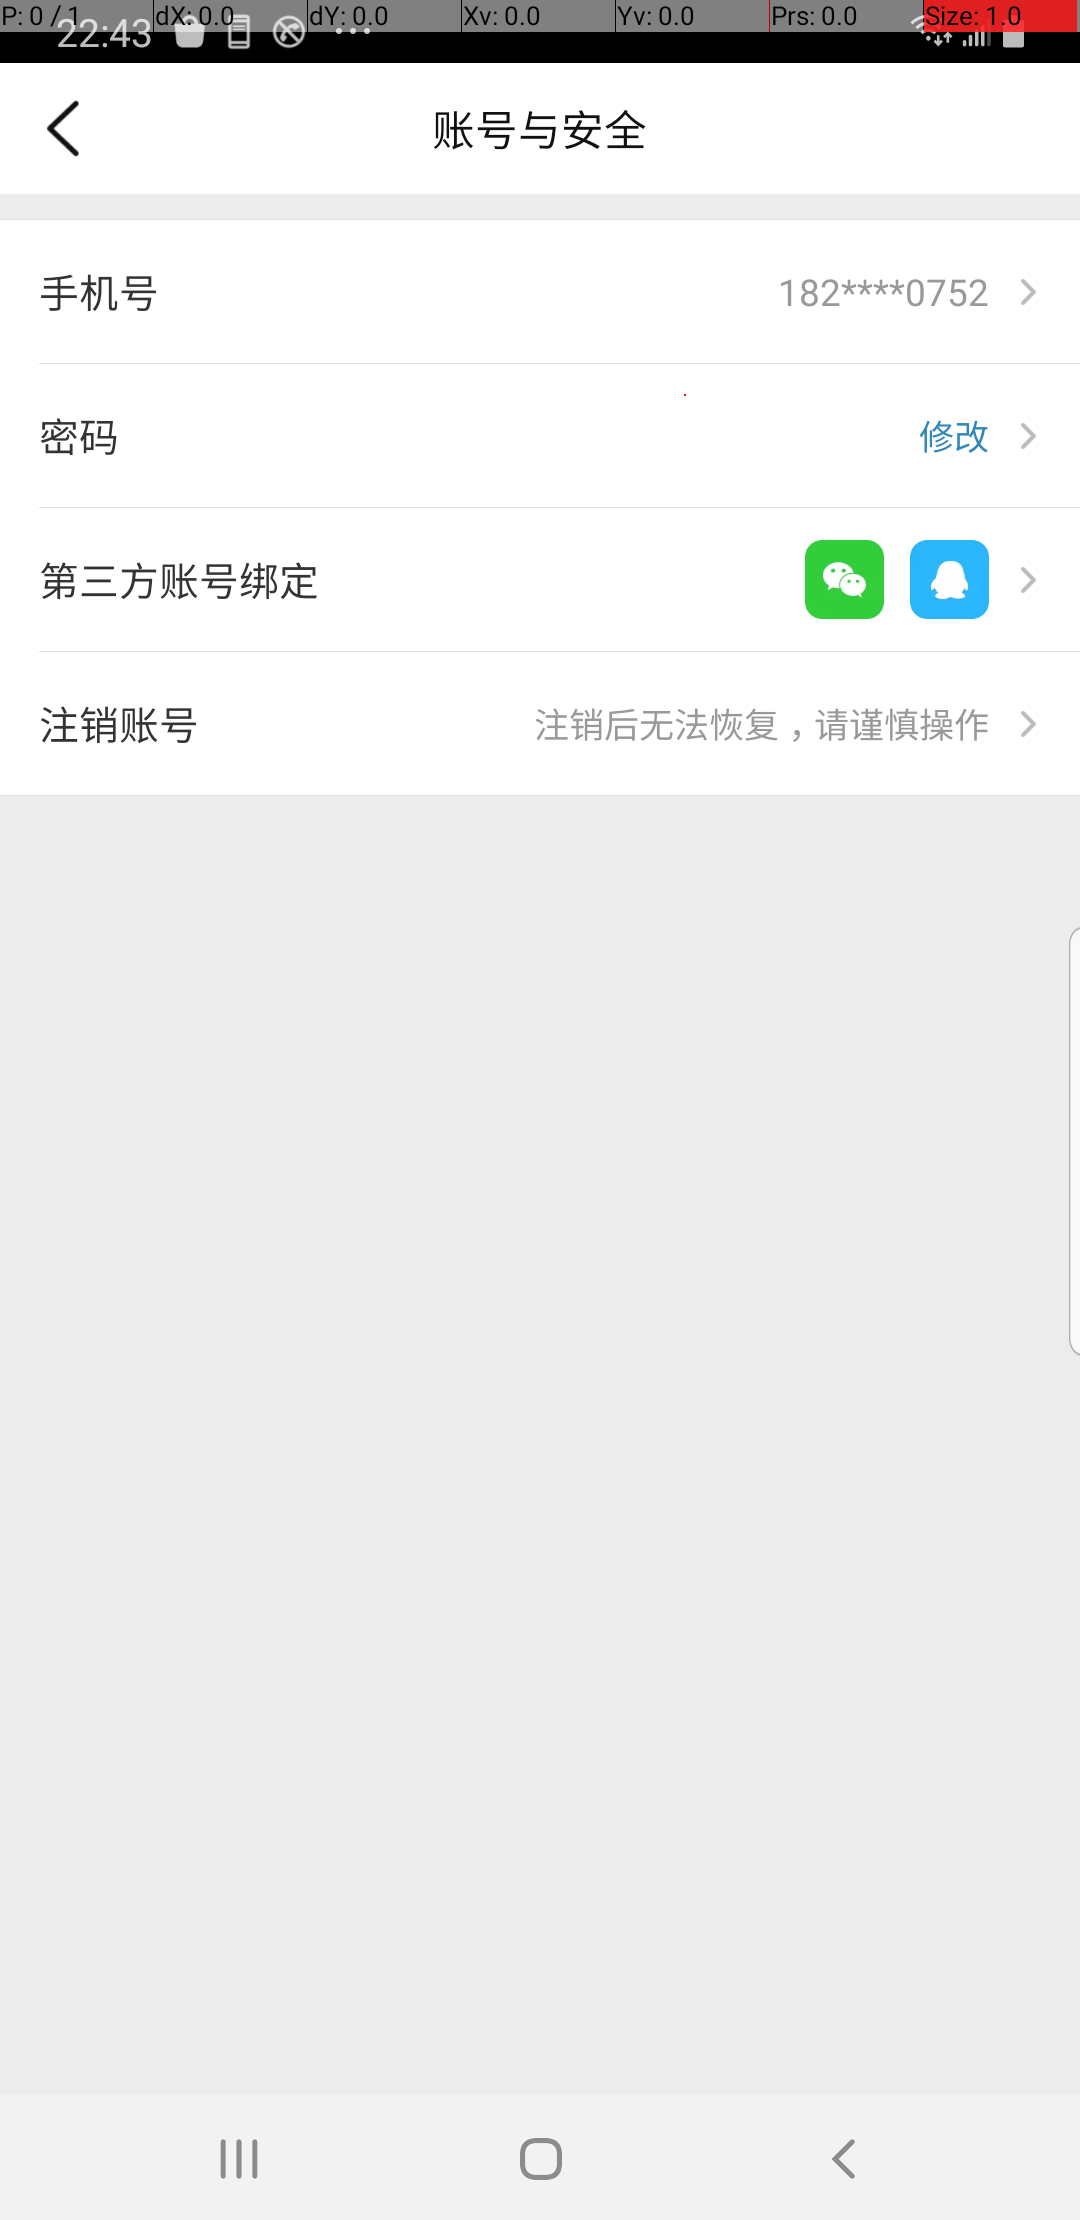 P: 0 / 1 dX: 0.0 dY: 0.0 Xv: 0.0 Yv: 0.0 Prs: 0.0 Size: 1.0
22:43
账号与安全
手机号 182****0752
密码 修改
第三方账号绑定
注销账号 注销后无法恢复，请谨慎操作